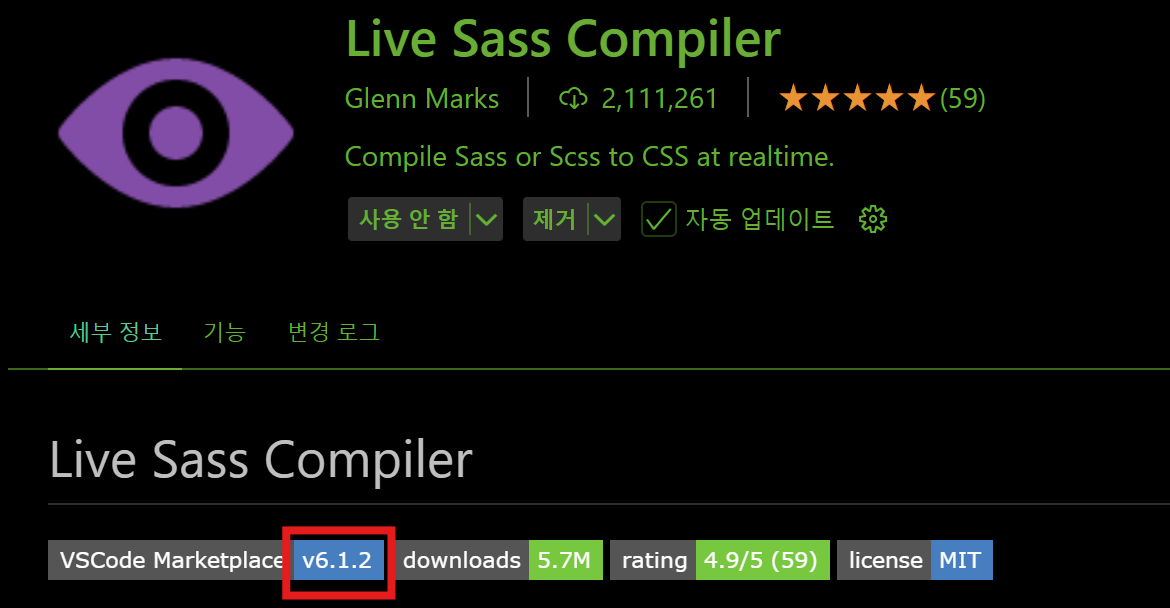 Live Sass Compiler
Glenn Marks 2,111,261 (59)
Compile Sass or Scss to CSS at realtime.
사용 안 함 제거 자동 업데이트
세부 정보 기능 변경 로그
Live Sass Compiler
VSCode Marketplace v6.1.2 downloads 5.7M rating 4.9/5 (59) license MIT